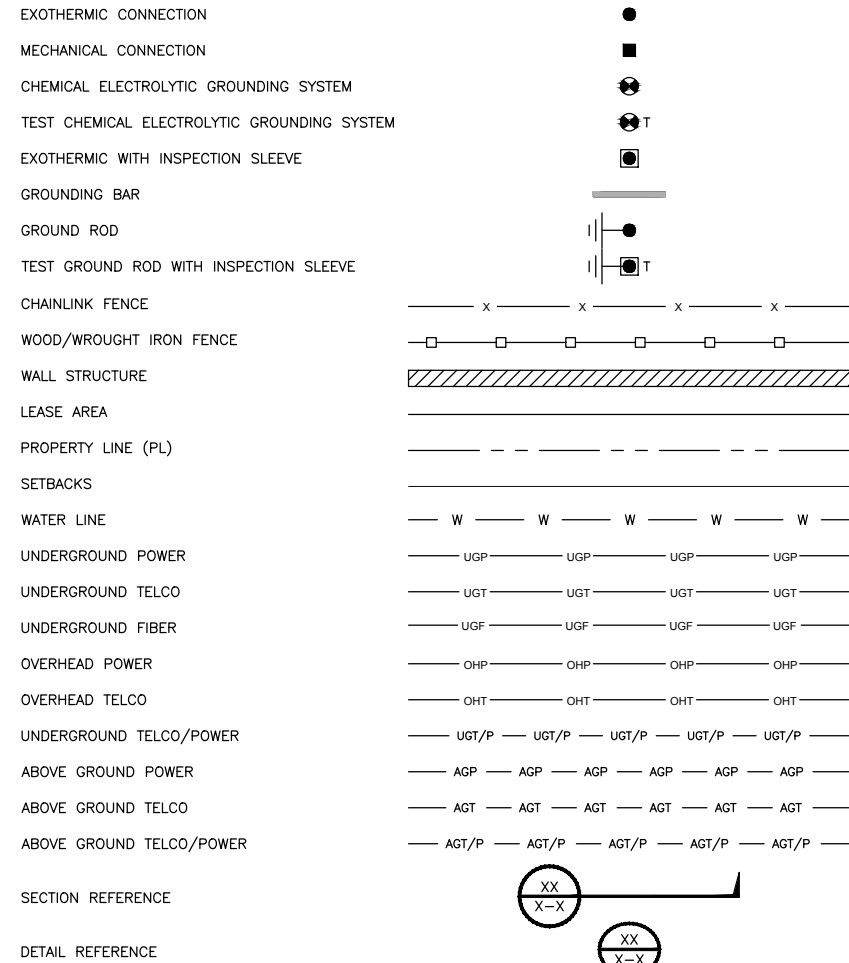 EXOTHERMIC CONNECTION
MECHANICAL CONNECTION
CHEMICAL ELECTROLYTIC GROUNDING SYSTEM
TEST CHEMICAL ELECTROLYTIC GROUNDING SYSTEM T
EXOTHERMIC WITH INSPECTION SLEEVE
GROUNDING BAR
GROUND ROD
TEST GROUND ROD WITH INSPECTION SLEEVE T
CHAINLINK FENCE X X X X
WOOD/WROUGHT IRON FENCE
WALL STRUCTURE
LEASE AREA
PROPERTY LINE (PL)
SETBACKS
WATER LINE W W W W W
UNDERGROUND POWER UGP UGP UGP UGP
UNDERGROUND TELCO UGT UGT UGT UGT
UNDERGROUND FIBER UGF UGF UGF UGF
OVERHEAD POWER OHP OHP OHP OHP
OVERHEAD TELCO OHT OHT OHT OHT
UNDERGROUND TELCO/POWER UGT/P UGT/P UGT/P UGT/P UGT/P
ABOVE GROUND POWER AGP AGP AGP AGP AGP AGP
ABOVE GROUND TELCO AGT AGT AGT AGT AGT AGT
ABOVE GROUND TELCO/POWER AGT/P AGT/P AGT/P AGT/P AGT/P
SECTION REFERENCE
XX
X-X
DETAIL REFERENCE
XX
X-X